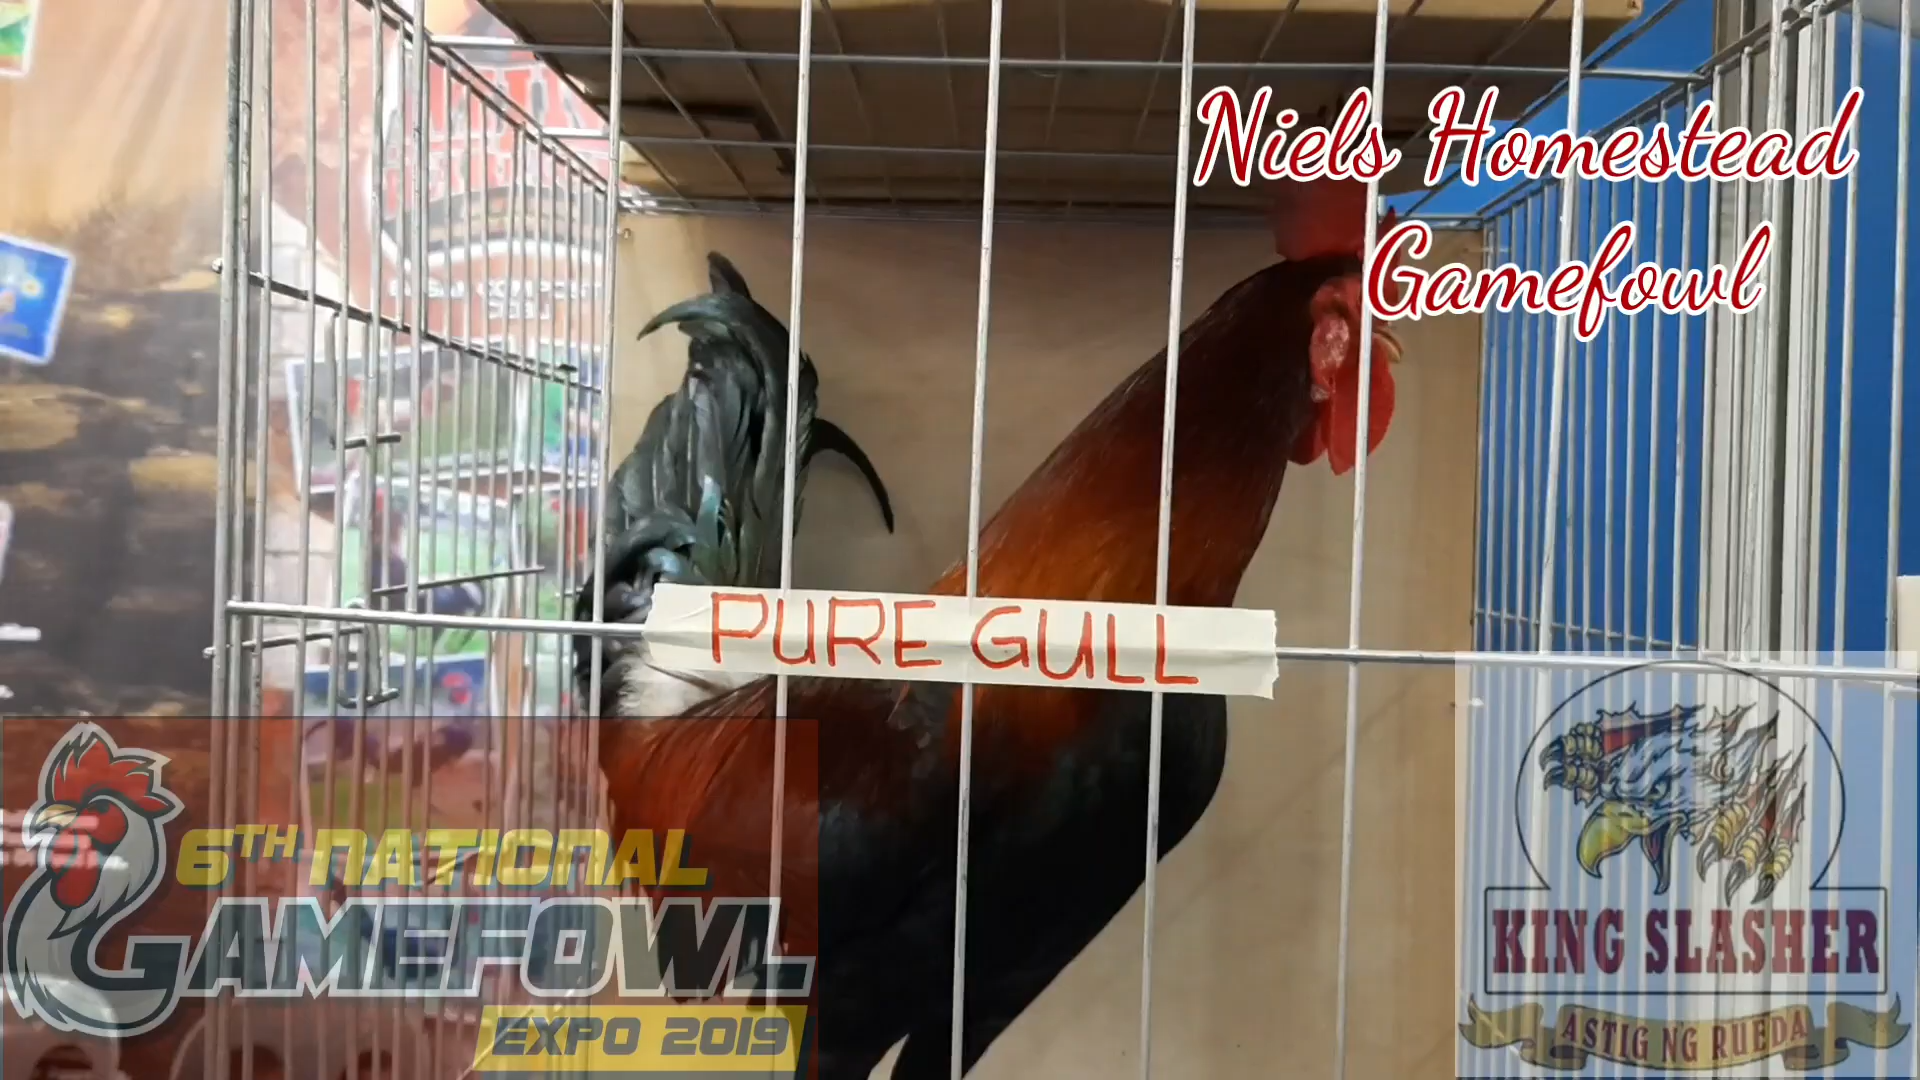 Niels Homestead
Gamefowl
PURE GULL
6TH NATIONAL
GAMEFOWL
EXPO 2019
KING SLASHER
ASTIG NG RUEDA